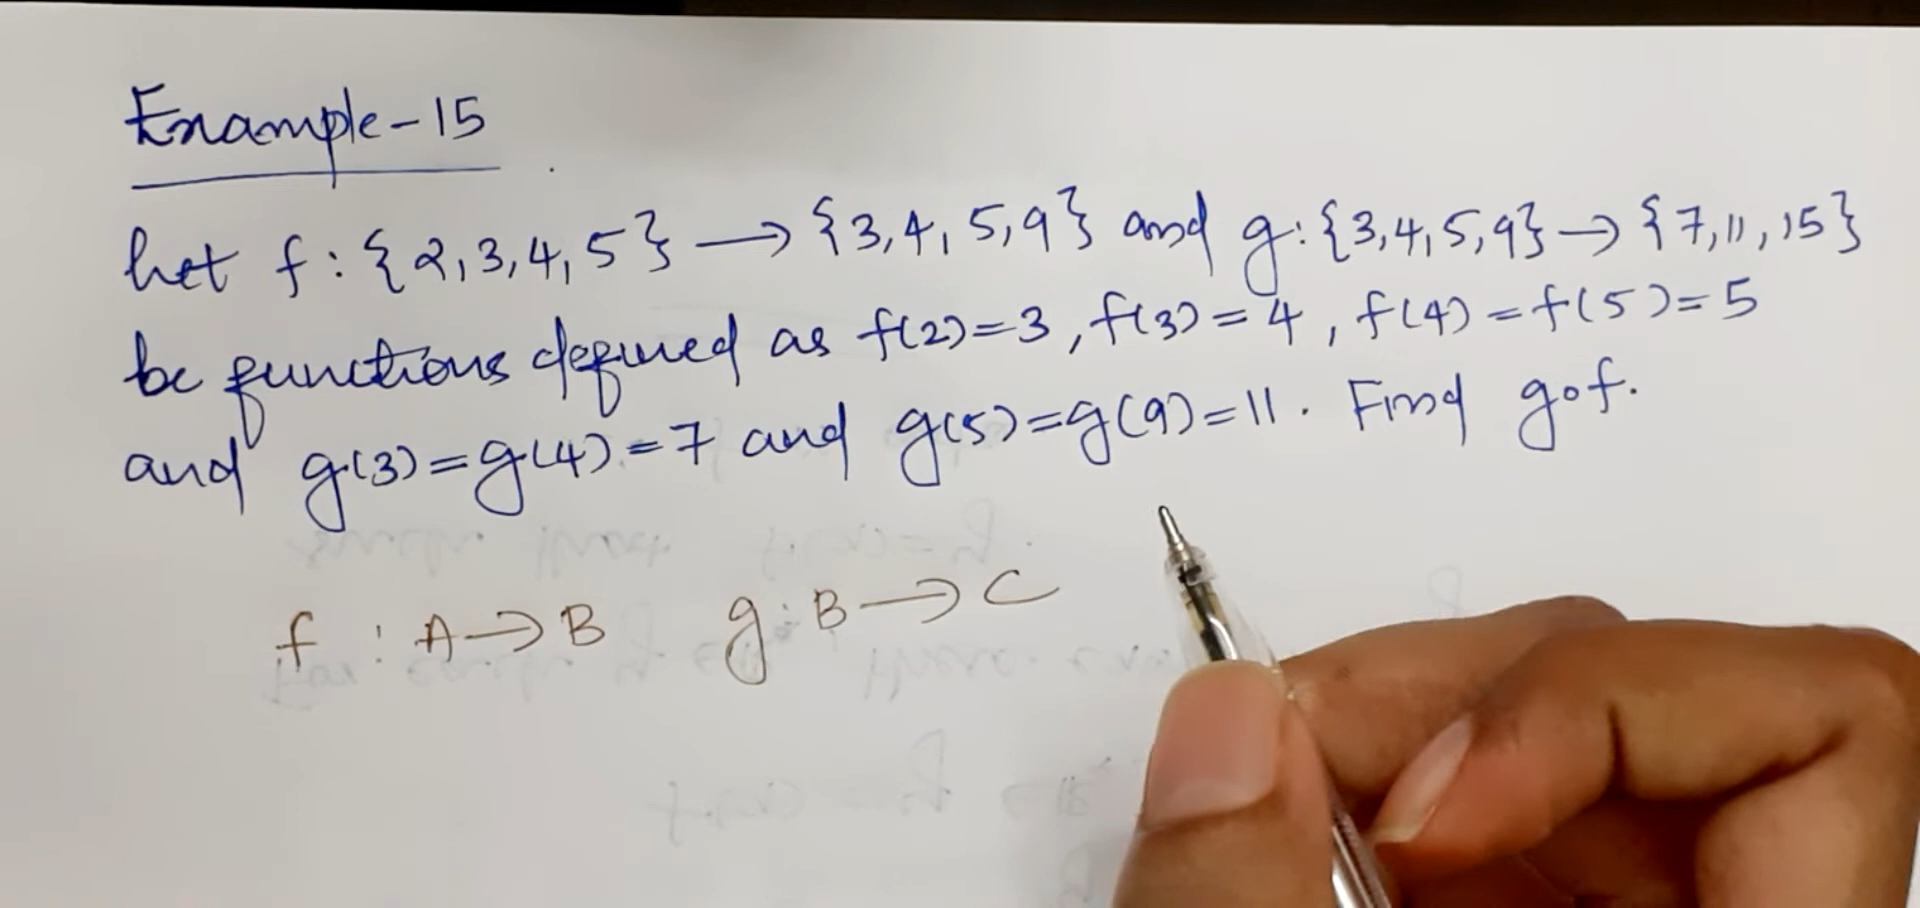 Example-15
Let f : {2,3,4,5} → {3,4,5,9} and g:{3,4,5,9} → {7,11,15}
be functions defined as f(2)=3, f(3)=4, f(4)=f(5)=5
and g(3)=g(4)=7 and g(5)=g(9)=11. Find gof.
f : A → B g : B → C